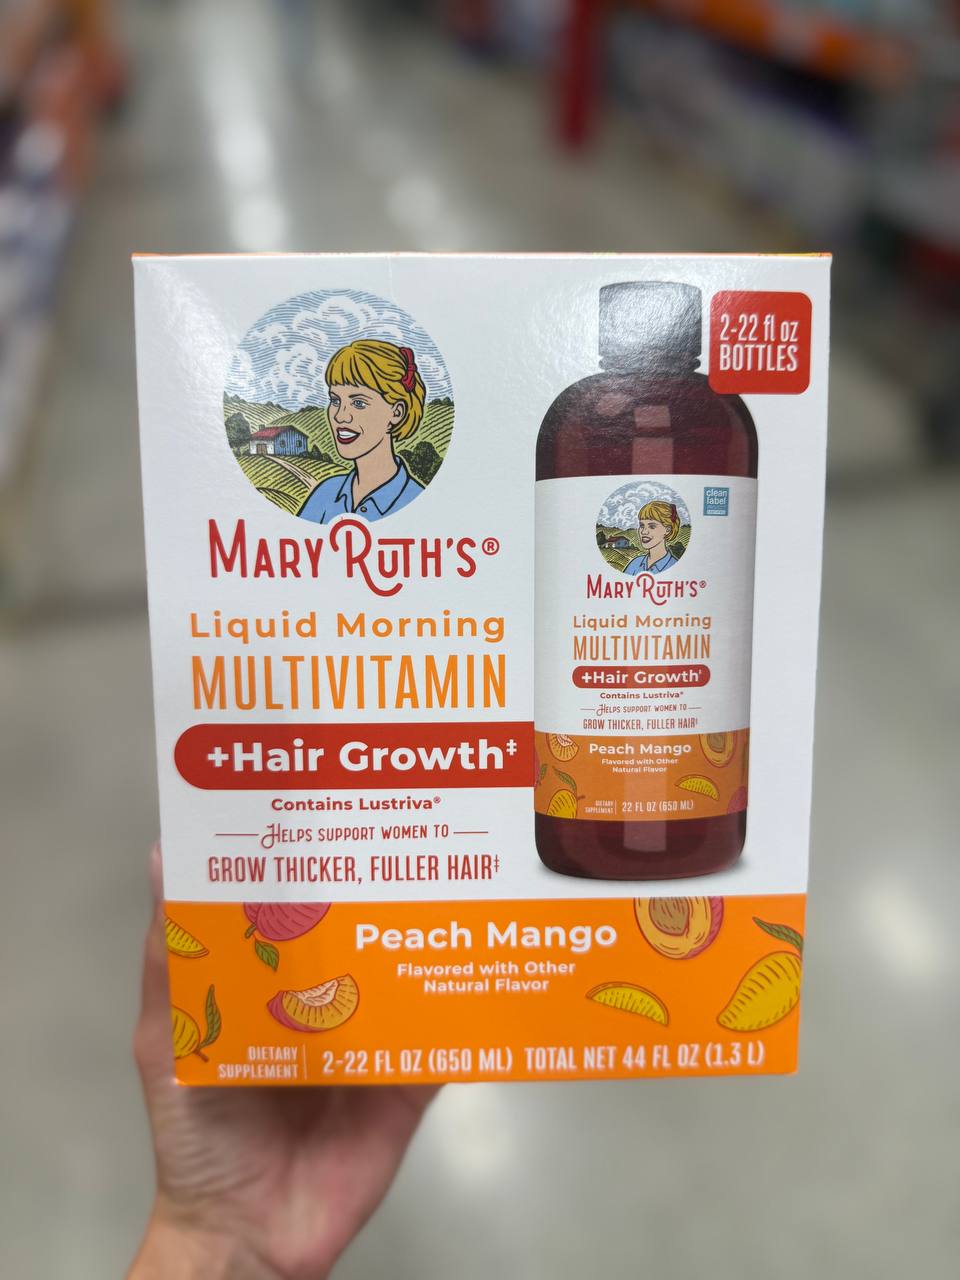 MARY RUTH'S®
Liquid Morning
MULTIVITAMIN
+Hair Growth‡
Contains Lustriva®
HELPS SUPPORT WOMEN TO
GROW THICKER, FULLER HAIR‡
2-22 fl oz
BOTTLES
clean
label
MARY RUTH'S®
Liquid Morning
MULTIVITAMIN
+Hair Growth‡
Contains Lustriva®
HELPS SUPPORT WOMEN TO
GROW THICKER, FULLER HAIR‡
Peach Mango
Flavored with Other
Natural Flavor
DIETARY
SUPPLEMENT
22 FL OZ (650 ML)
Peach Mango
Flavored with Other
Natural Flavor
DIETARY
SUPPLEMENT
2-22 FL OZ (650 ML) TOTAL NET 44 FL OZ (1.3 L)